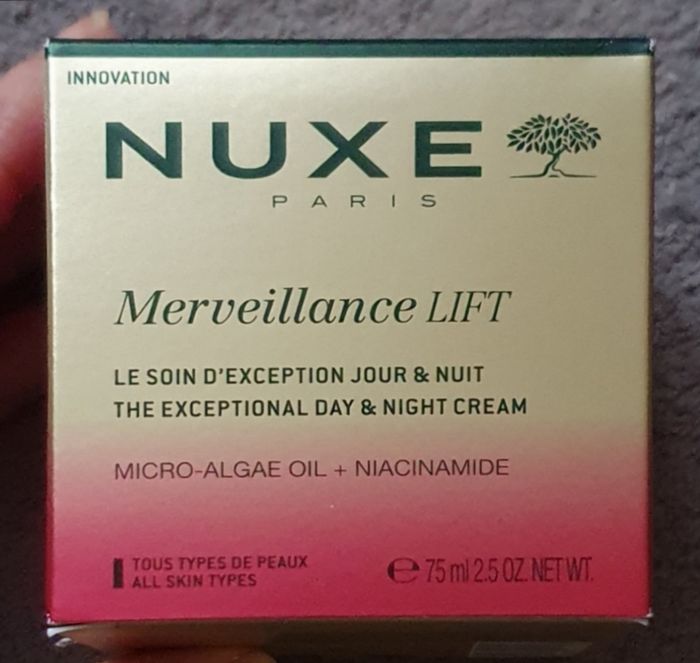 INNOVATION
NUXE
PARIS
Merveillance LIFT
LE SOIN D'EXCEPTION JOUR & NUIT
THE EXCEPTIONAL DAY & NIGHT CREAM
MICRO-ALGAE OIL + NIACINAMIDE
TOUS TYPES DE PEAUX
ALL SKIN TYPES
℮ 75 ml 2.5 OZ. NET WT.